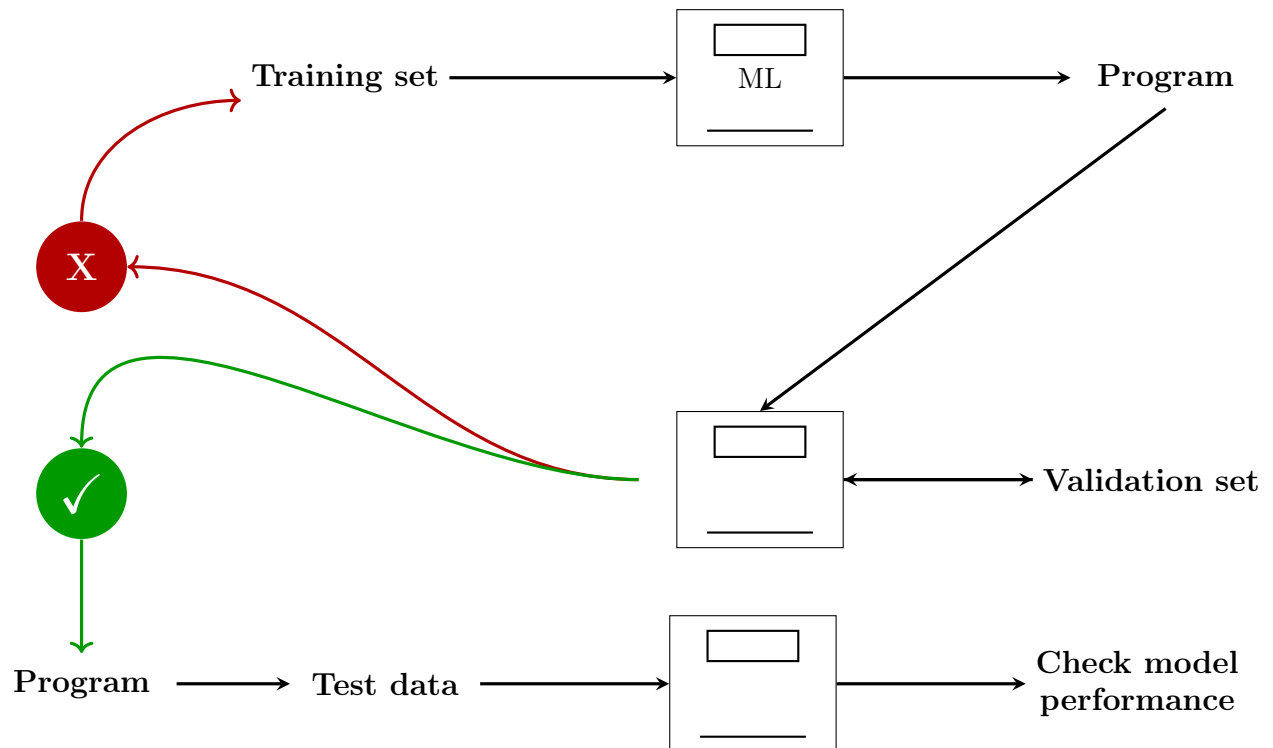 Training set
ML
Program
X
✓
Validation set
Program
Test data
Check model
performance